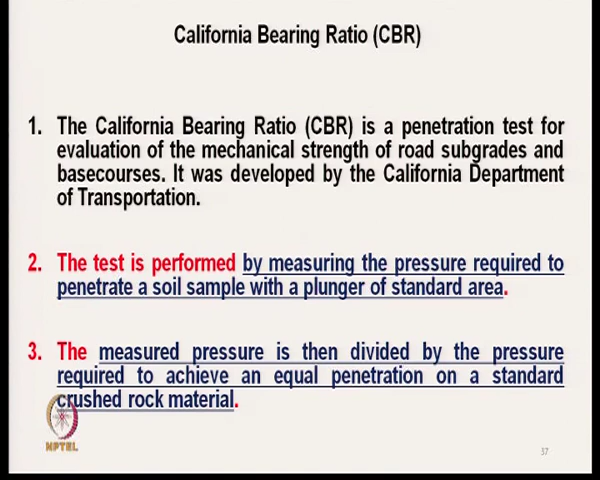 California Bearing Ratio (CBR)
1. The California Bearing Ratio (CBR) is a penetration test for
evaluation of the mechanical strength of road subgrades and
basecourses. It was developed by the California Department
of Transportation.
2. The test is performed by measuring the pressure required to
penetrate a soil sample with a plunger of standard area.
3. The measured pressure is then divided by the pressure
required to achieve an equal penetration on a standard
crushed rock material.
NPTEL
57